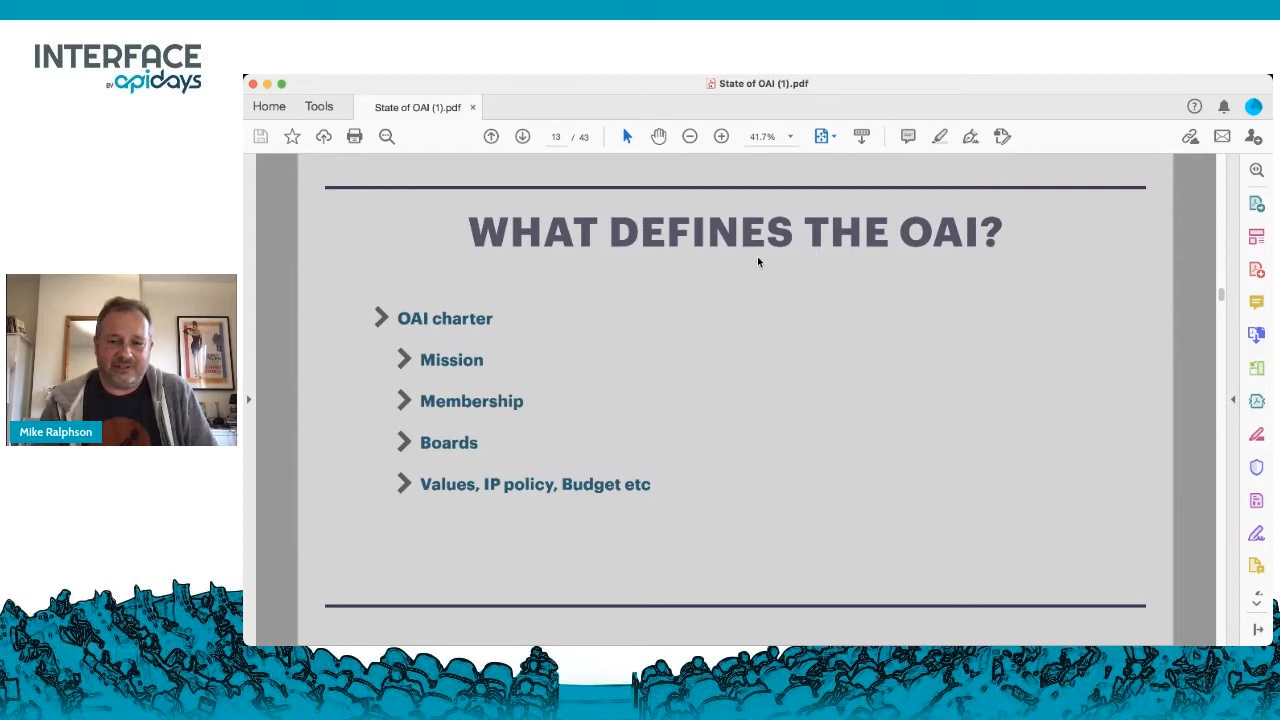 INTERFACE
BY apidays
State of OAI (1).pdf
Home Tools State of OAI (1).pdf ×
13 / 43 41.7%
WHAT DEFINES THE OAI?
OAI charter
Mission
Membership
Boards
Values, IP policy, Budget etc
Mike Ralphson